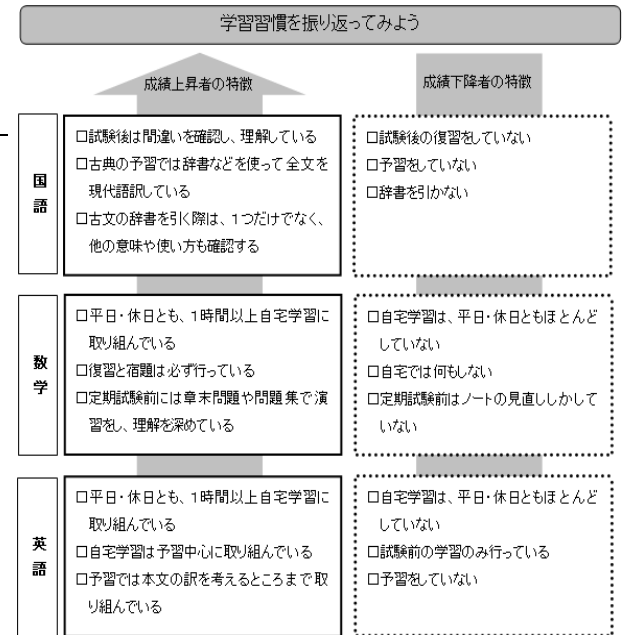 学習習慣を振り返ってみよう
成績上昇者の特徴
成績下降者の特徴
国語
□試験後は間違いを確認し、理解している
□古典の予習では辞書などを使って全文を
現代語訳している
□古文の辞書を引く際は、1つだけでなく、
他の意味や使い方も確認する
□試験後の復習をしていない
□予習をしていない
□辞書を引かない
数学
□平日・休日とも、1時間以上自宅学習に
取り組んでいる
□復習と宿題は必ず行っている
□定期試験前には章末問題や問題集で演
習をし、理解を深めている
□自宅学習は、平日・休日ともほとんど
していない
□自宅では何もしない
□定期試験前はノートの見直ししかして
いない
英語
□平日・休日とも、1時間以上自宅学習に
取り組んでいる
□自宅学習は予習中心に取り組んでいる
□予習では本文の訳を考えるところまで取
り組んでいる
□自宅学習は、平日・休日ともほとんど
していない
□試験前の学習のみ行っている
□予習をしていない